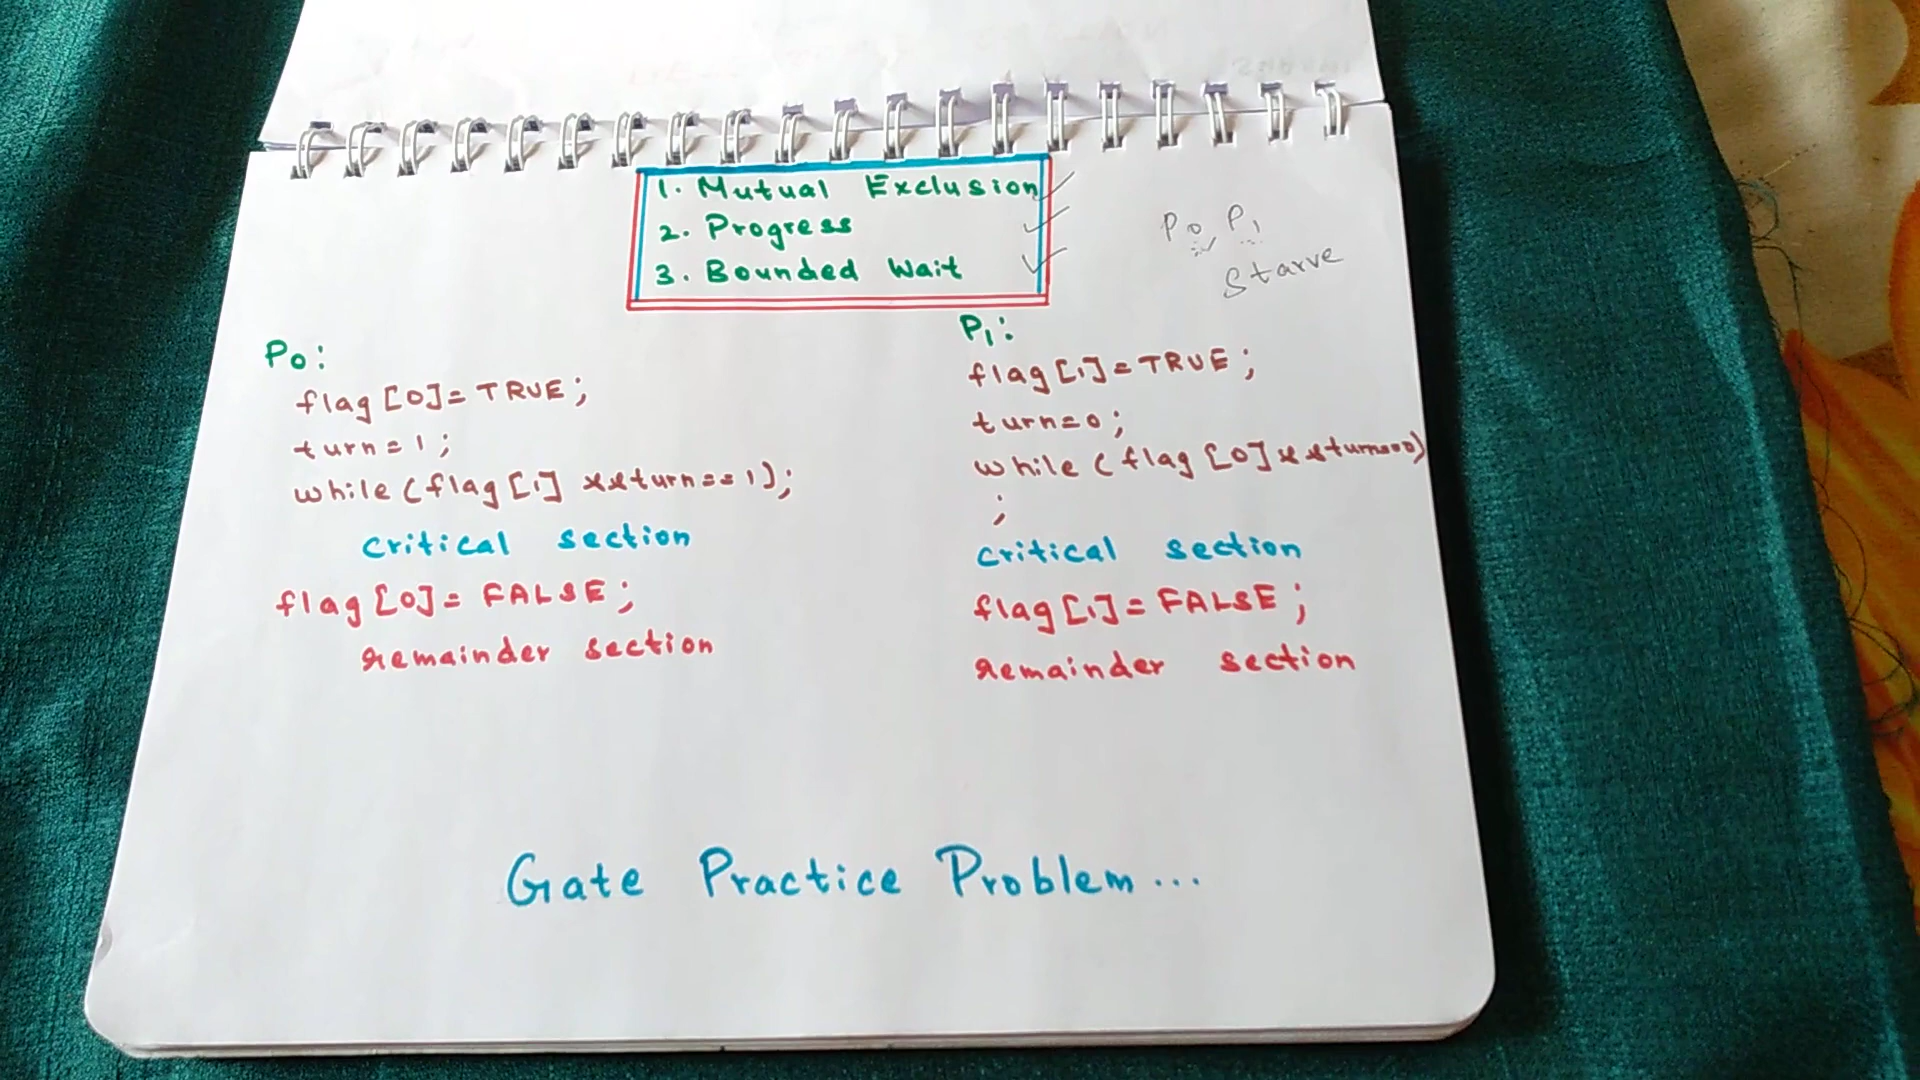 1. Mutual Exclusion
2. Progress
3. Bounded Wait
P0, P1
Starve
P0:
flag[0]= TRUE;
turn=1;
while(flag[1] &&turn==1);
critical section
flag[0]= FALSE;
remainder section
P1:
flag[1]=TRUE;
turn=0;
while(flag[0]&&turn==0)
;
critical section
flag[1]=FALSE;
remainder section
Gate Practice Problem...